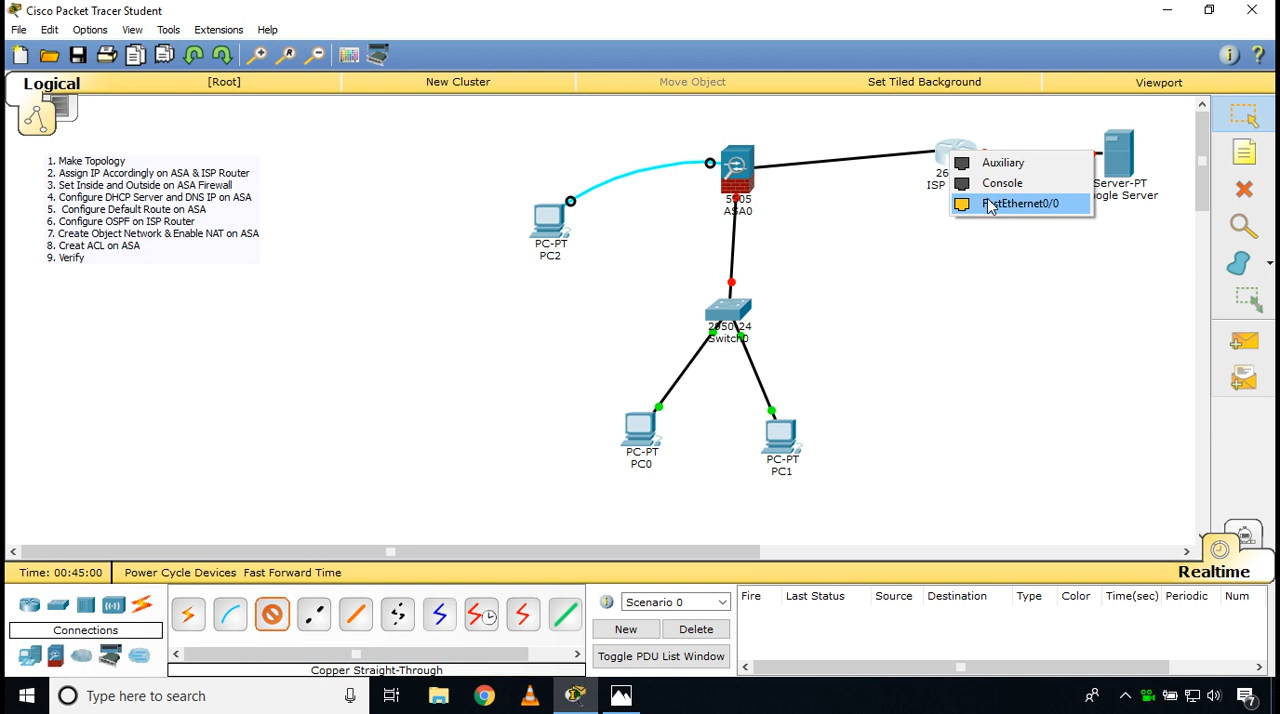 Cisco Packet Tracer Student
File Edit Options View Tools Extensions Help
Logical [Root] New Cluster Move Object Set Tiled Background Viewport
1. Make Topology
2. Assign IP Accordingly on ASA & ISP Router
3. Set Inside and Outside on ASA Firewall
4. Configure DHCP Server and DNS IP on ASA
5. Configure Default Route on ASA
6. Configure OSPF on ISP Router
7. Create Object Network & Enable NAT on ASA
8. Creat ACL on ASA
9. Verify
Auxiliary
Console
FastEthernet0/0
Server-PT
ISP
5505
ASA0
PC-PT
PC2
2950-24
Switch0
PC-PT
PC0
PC-PT
PC1
Time: 00:45:00 Power Cycle Devices Fast Forward Time Realtime
Scenario 0
New Delete
Toggle PDU List Window
Fire Last Status Source Destination Type Color Time(sec) Periodic Num
Connections
Copper Straight-Through
Type here to search
7